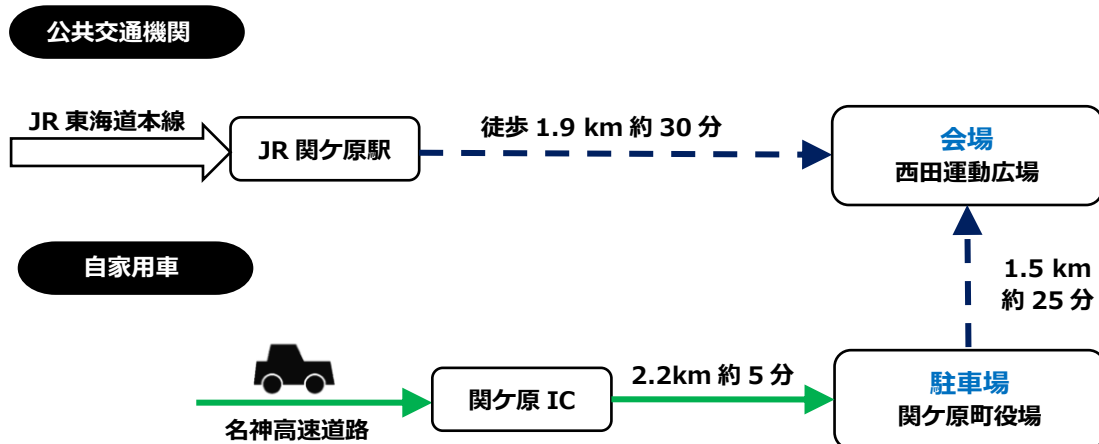 公共交通機関
JR 東海道本線
JR 関ケ原駅
徒歩 1.9 km 約 30 分
会場
西田運動広場
自家用車
1.5 km
約 25 分
名神高速道路
関ケ原 IC
2.2km 約 5 分
駐車場
関ケ原町役場